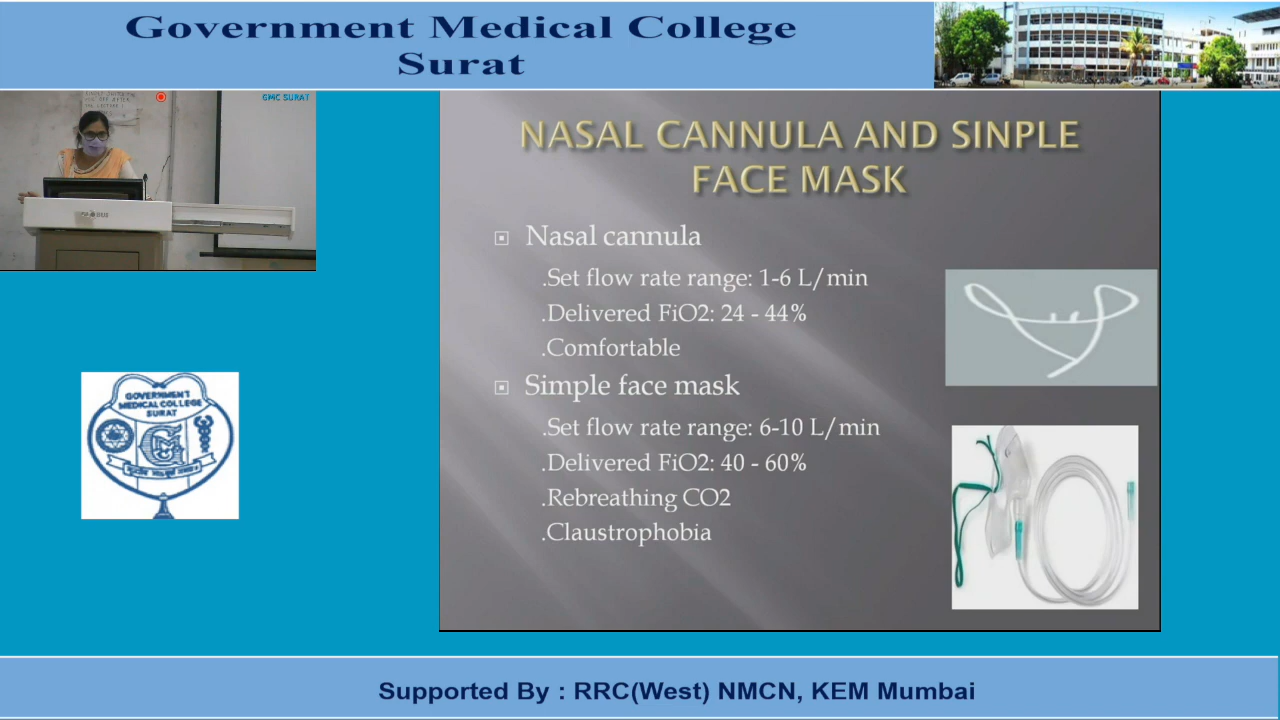 Government Medical College
Surat
GMC SURAT
NASAL CANNULA AND SINPLE
FACE MASK
Nasal cannula
.Set flow rate range: 1-6 L/min
.Delivered FiO2: 24 - 44%
.Comfortable
Simple face mask
.Set flow rate range: 6-10 L/min
.Delivered FiO2: 40 - 60%
.Rebreathing CO2
.Claustrophobia
GOVERNMENT
MEDICAL COLLEGE
SURAT
Supported By : RRC(West) NMCN, KEM Mumbai